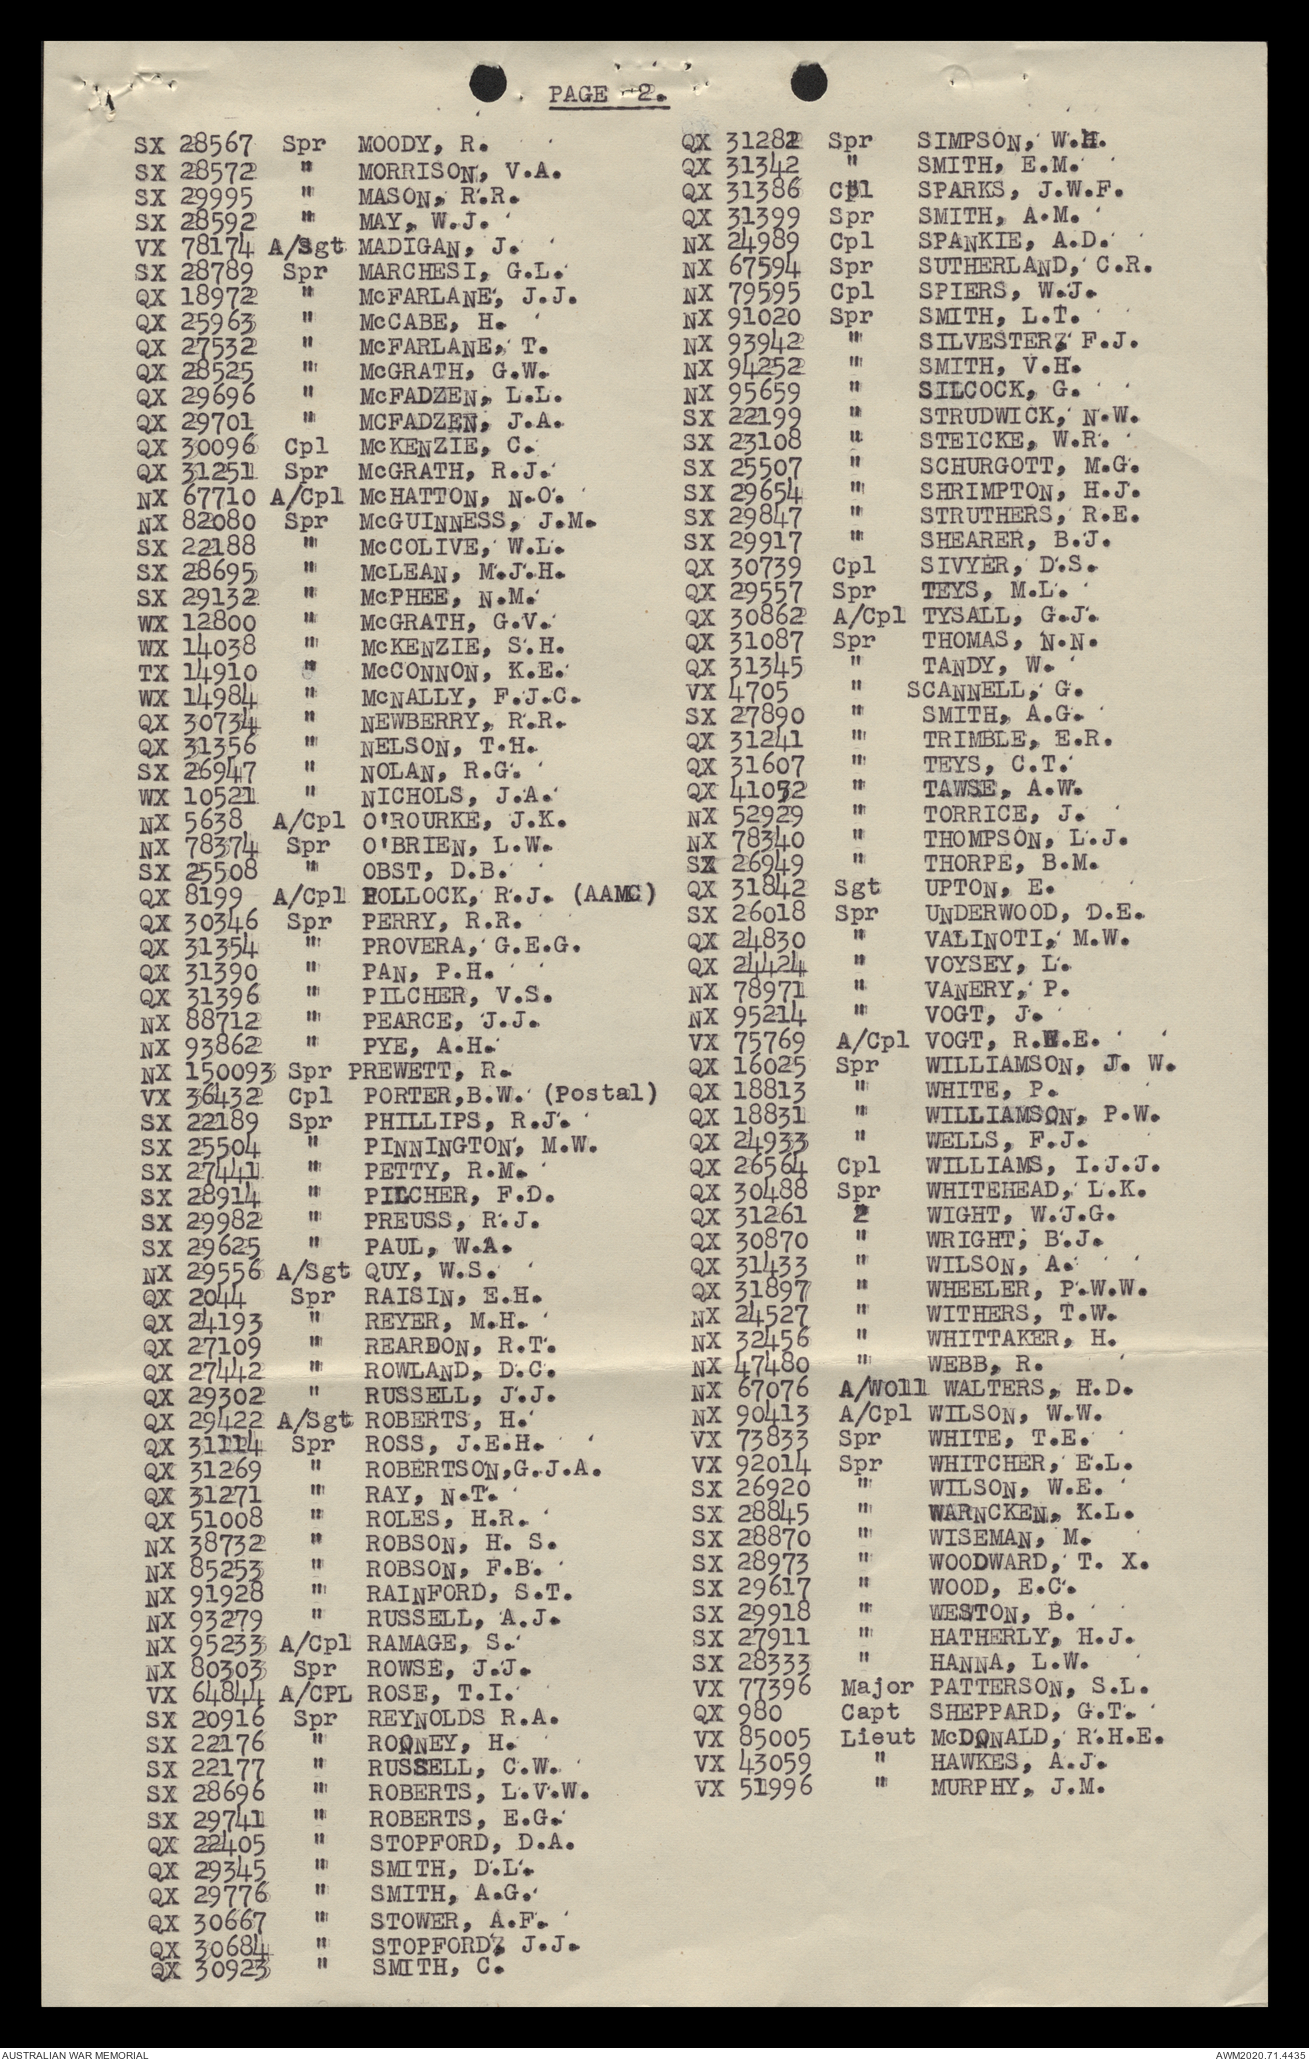 PAGE -2.
SX 28567 Spr MOODY, R.
SX 28572 " MORRISON, V.A.
SX 29995 " MASON, R.R.
SX 28592 " MAY, W.J.
VX 78174 A/Sgt MADIGAN, J.
SX 28789 Spr MARCHESI, G.L.
QX 18972 " McFARLANE, J.J.
QX 25963 " McCABE, H.
QX 27532 " McFARLANE, T.
QX 28525 " McGRATH, G.W.
QX 29696 " McFADZEN, L.L.
QX 29701 " MCFADZEN, J.A.
QX 30096 Cpl McKENZIE, C.
QX 31251 Spr McGRATH, R.J.
NX 67710 A/Cpl McHATTON, N.O.
NX 82080 Spr McGUINNESS, J.M.
SX 22188 " McCOLIVE, W.L.
SX 28695 " McLEAN, M.J.H.
SX 29132 " McPHEE, N.M.
WX 12800 " McGRATH, G.V.
WX 14038 " McKENZIE, S.H.
TX 14910 " McCONNON, K.E.
WX 14984 " McNALLY, F.J.C.
QX 30734 " NEWBERRY, R.R.
QX 31356 " NELSON, T.H.
SX 26947 " NOLAN, R.G.
WX 10521 " NICHOLS, J.A.
NX 5638 A/Cpl O'ROURKE, J.K.
NX 78374 Spr O'BRIEN, L.W.
SX 25508 " OBST, D.B.
QX 8199 A/Cpl POLLOCK, R.J. (AAMC)
QX 30346 Spr PERRY, R.R.
QX 31354 " PROVERA, G.E.G.
QX 31390 " PAN, P.H.
QX 31396 " PILCHER, V.S.
NX 88712 " PEARCE, J.J.
NX 93862 " PYE, A.H.
NX 150093 Spr PREWETT, R.
VX 36432 Cpl PORTER,B.W. (Postal)
SX 22189 Spr PHILLIPS, R.J.
SX 25504 " PINNINGTON, M.W.
SX 27441 " PETTY, R.M.
SX 28914 " PILCHER, F.D.
SX 29982 " PREUSS, R.J.
SX 29625 " PAUL, W.A.
NX 29556 A/Sgt QUY, W.S.
QX 2044 Spr RAISIN, E.H.
QX 24193 " REYER, M.H.
QX 27109 " REARDON, R.T.
QX 27442 " ROWLAND, D.C.
QX 29302 " RUSSELL, J.J.
QX 29422 A/Sgt ROBERTS, H.
QX 31114 Spr ROSS, J.E.H.
QX 31269 " ROBERTSON,G.J.A.
QX 31271 " RAY, N.T.
QX 51008 " ROLES, H.R.
NX 38732 " ROBSON, H. S.
NX 85253 " ROBSON, F.B.
NX 91928 " RAINFORD, S.T.
NX 93279 " RUSSELL, A.J.
NX 95233 A/Cpl RAMAGE, S.
NX 80303 Spr ROWSE, J.J.
VX 64844 A/CPL ROSE, T.I.
SX 20916 Spr REYNOLDS R.A.
SX 22176 " ROONEY, H.
SX 22177 " RUSSELL, C.W.
SX 28696 " ROBERTS, L.V.W.
SX 29741 " ROBERTS, E.G.
QX 22405 " STOPFORD, D.A.
QX 29345 " SMITH, D.L.
QX 29776 " SMITH, A.G.
QX 30667 " STOWER, A.F.
QX 30684 " STOPFORD, J.J.
QX 30923 " SMITH, C.
QX 31282 Spr SIMPSON, W.H.
QX 31342 " SMITH, E.M.
QX 31386 Cpl SPARKS, J.W.F.
QX 31399 Spr SMITH, A.M.
NX 24989 Cpl SPANKIE, A.D.
NX 67594 Spr SUTHERLAND, C.R.
NX 79595 Cpl SPIERS, W.J.
NX 91020 Spr SMITH, L.T.
NX 93942 " SILVESTER, F.J.
NX 94252 " SMITH, V.H.
NX 95659 " SILCOCK, G.
SX 22199 " STRUDWICK, N.W.
SX 23108 " STEICKE, W.R.
SX 25507 " SCHURGOTT, M.G.
SX 29654 " SHRIMPTON, H.J.
SX 29847 " STRUTHERS, R.E.
SX 29917 " SHEARER, B.J.
QX 30739 Cpl SIVYER, D.S.
QX 29557 Spr TEYS, M.L.
QX 30862 A/Cpl TYSALL, G.J.
QX 31087 Spr THOMAS, N.N.
QX 31345 " TANDY, W.
VX 4705 " SCANNELL, G.
SX 27890 " SMITH, A.G.
QX 31241 " TRIMBLE, E.R.
QX 31607 " TEYS, C.T.
QX " TAWSE, A.W.
NX 52929 " TORRICE, J.
NX 78340 " THOMPSON, L.J.
SX 26949 " THORPE, B.M.
QX 31842 Sgt UPTON, E.
SX 26018 Spr UNDERWOOD, D.E.
QX 24830 " VALINOTI, M.W.
QX 24424 " VOYSEY, L.
NX 78971 " VANERY, P.
NX 95214 " VOGT, J.
VX 75769 A/Cpl VOGT, R.W.E.
QX 16025 Spr WILLIAMSON, J. W.
QX 18813 " WHITE, P.
QX 18831 " WILLIAMSON, P.W.
QX 24933 " WELLS, F.J.
QX 26564 Cpl WILLIAMS, I.J.J.
QX 30488 Spr WHITEHEAD, L.K.
QX 31261 " WIGHT, W.J.G.
QX 30870 " WRIGHT, B.J.
QX 31433 " WILSON, A.
QX 31897 " WHEELER, P.W.W.
NX 24527 " WITHERS, T.W.
NX 32456 " WHITTAKER, H.
NX 47480 " WEBB, R.
NX 67076 A/WO11 WALTERS, H.D.
NX 90413 A/Cpl WILSON, W.W.
VX 73833 Spr WHITE, T.E.
VX 92014 Spr WHITCHER, E.L.
SX 26920 " WILSON, W.E.
SX 28845 " WARNCKEN, K.L.
SX 28870 " WISEMAN, M.
SX 28973 " WOODWARD, T. X.
SX 29617 " WOOD, E.C.
SX 29918 " WESTON, B.
SX 27911 " HATHERLY, H.J.
SX 28333 " HANNA, L.W.
VX 77396 Major PATTERSON, S.L.
QX 980 Capt SHEPPARD, G.T.
VX 85005 Lieut McDONALD, R.H.E.
VX 43059 " HAWKES, A.J.
VX 51996 " MURPHY, J.M.
AUSTRALIAN WAR MEMORIAL
AWM2020.71.4435